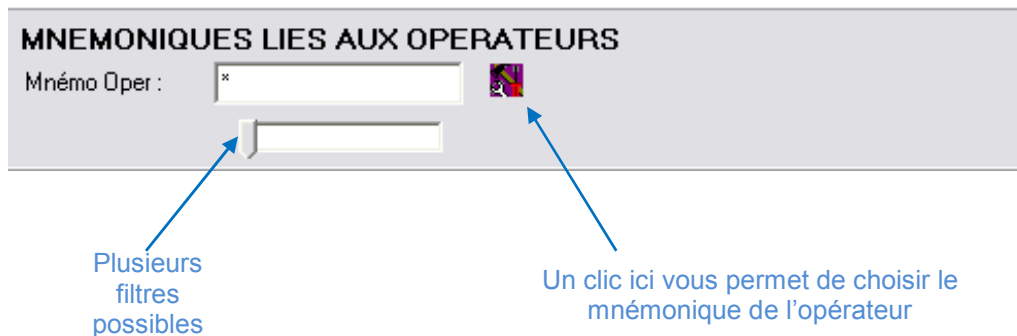 MNEMONIQUES LIES AUX OPERATEURS
Mnémo Oper :
*
Plusieurs
filtres
possibles
Un clic ici vous permet de choisir le
mnémonique de l’opérateur